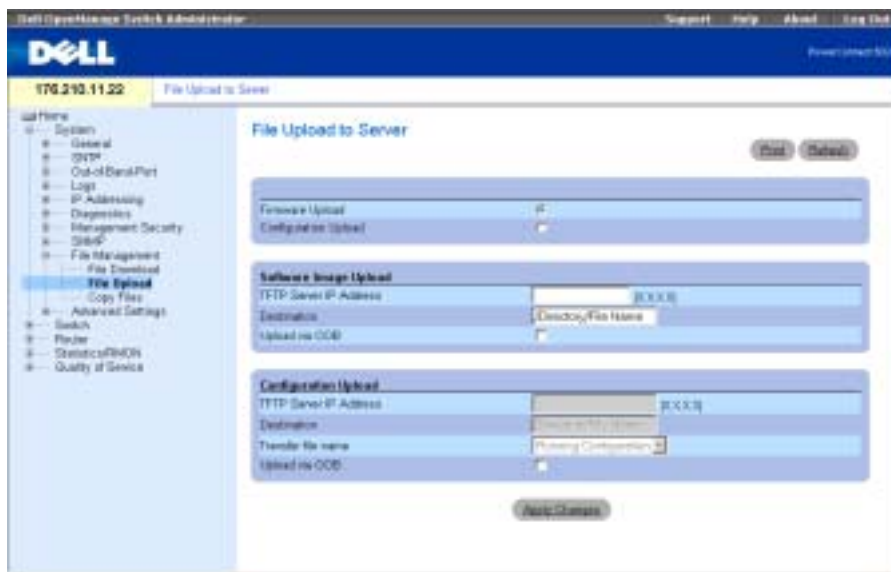 Dell OpenManage Switch Administrator
Support Help About Log Out
DELL
PowerConnect
176.210.11.22
File Upload to Server
Home
System
General
SNTP
Out-of-Band-Port
Logs
IP Addressing
Diagnostics
Management Security
SNMP
File Management
File Download
File Upload
Copy Files
Advanced Settings
Switch
Router
Statistics/RMON
Quality of Service
File Upload to Server
Print Refresh
Firmware Upload
Configuration Upload
Software Image Upload
TFTP Server IP Address (X.X.X.X)
Destination /Directory/File Name
Upload via OOB
Configuration Upload
TFTP Server IP Address (X.X.X.X)
Destination
Transfer file name Running Configuration
Upload via OOB
Apply Changes